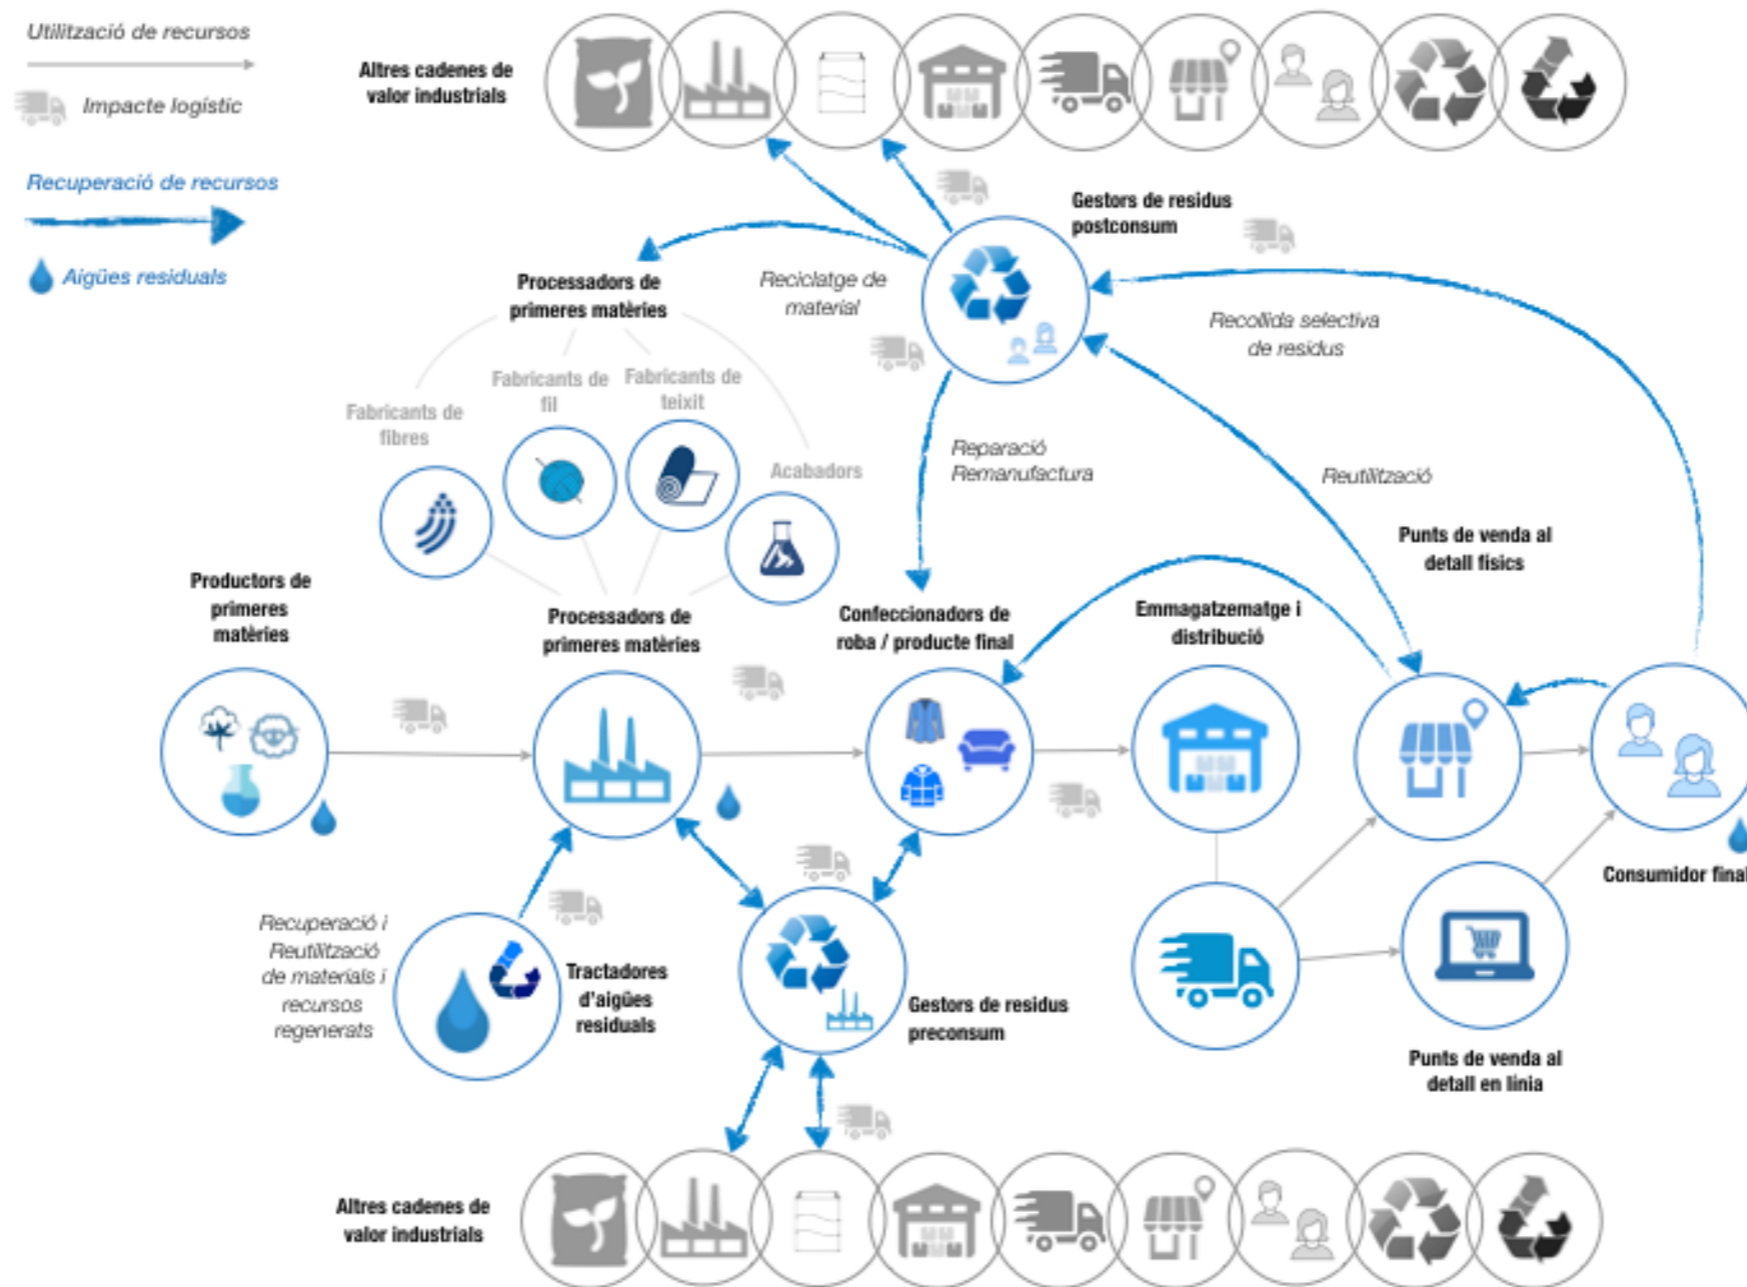 Utilització de recursos
Impacte logístic
Recuperació de recursos
Aigües residuals
Altres cadenes de
valor industrials
Gestors de residus
postconsum
Processadors de
primeres matèries
Reciclatge de
material
Recollida selectiva
de residus
Fabricants de
fibres
Fabricants de
fil
Fabricants de
teixit
Acabadors
Reparació
Remanufactura
Reutilització
Punts de venda al
detall físics
Productors de
primeres
matèries
Processadors de
primeres matèries
Confeccionadors de
roba / producte final
Emmagatzematge i
distribució
Consumidor final
Recuperació i
Reutilització
de materials i
recursos
regenerats
Tractadores
d'aigües
residuals
Gestors de residus
preconsum
Punts de venda al
detall en línia
Altres cadenes de
valor industrials